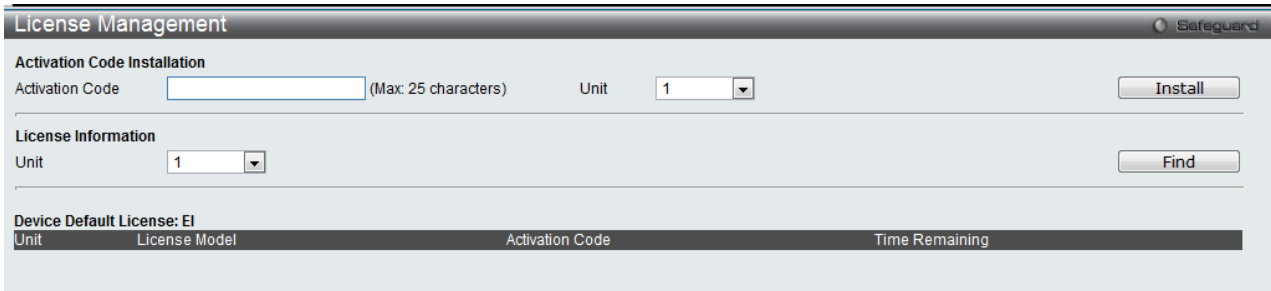 License Management Safeguard
Activation Code Installation
Activation Code (Max: 25 characters) Unit 1 Install
License Information
Unit 1 Find
Device Default License: EI
Unit License Model Activation Code Time Remaining